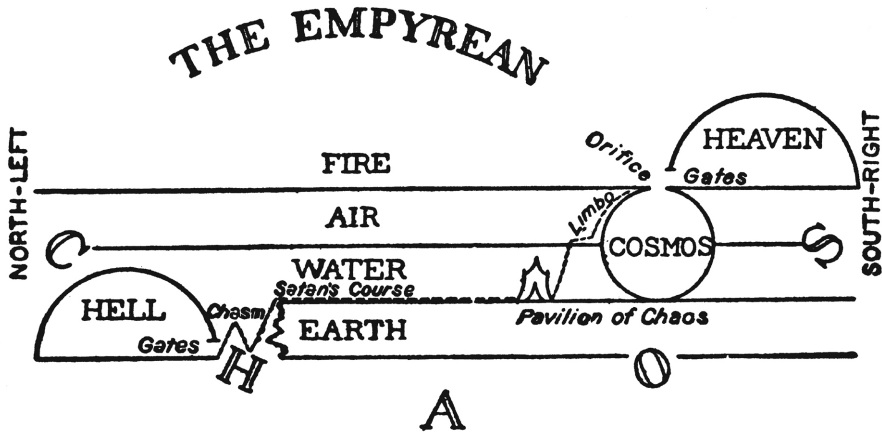 THE EMPYREAN
NORTH-LEFT
SOUTH-RIGHT
HEAVEN
Orifice
Gates
FIRE
AIR
Limbo
C
COSMOS
S
WATER
Satan's Course
HELL
Chasm
Gates
EARTH
Pavilion of Chaos
H
O
A